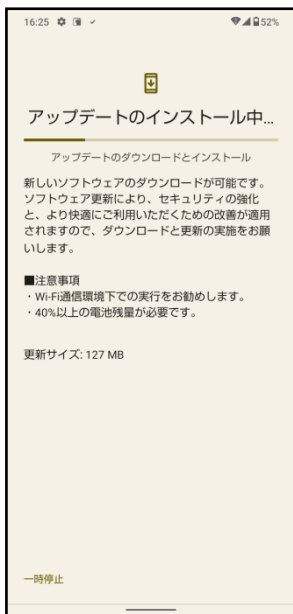 16:25 52%
アップデートのインストール中...
アップデートのダウンロードとインストール
新しいソフトウェアのダウンロードが可能です。
ソフトウェア更新により、セキュリティの強化
と、より快適にご利用いただくための改善が適用
されますので、ダウンロードと更新の実施をお願
いします。
■注意事項
・Wi-Fi通信環境下での実行をお勧めします。
・40%以上の電池残量が必要です。
更新サイズ: 127 MB
一時停止